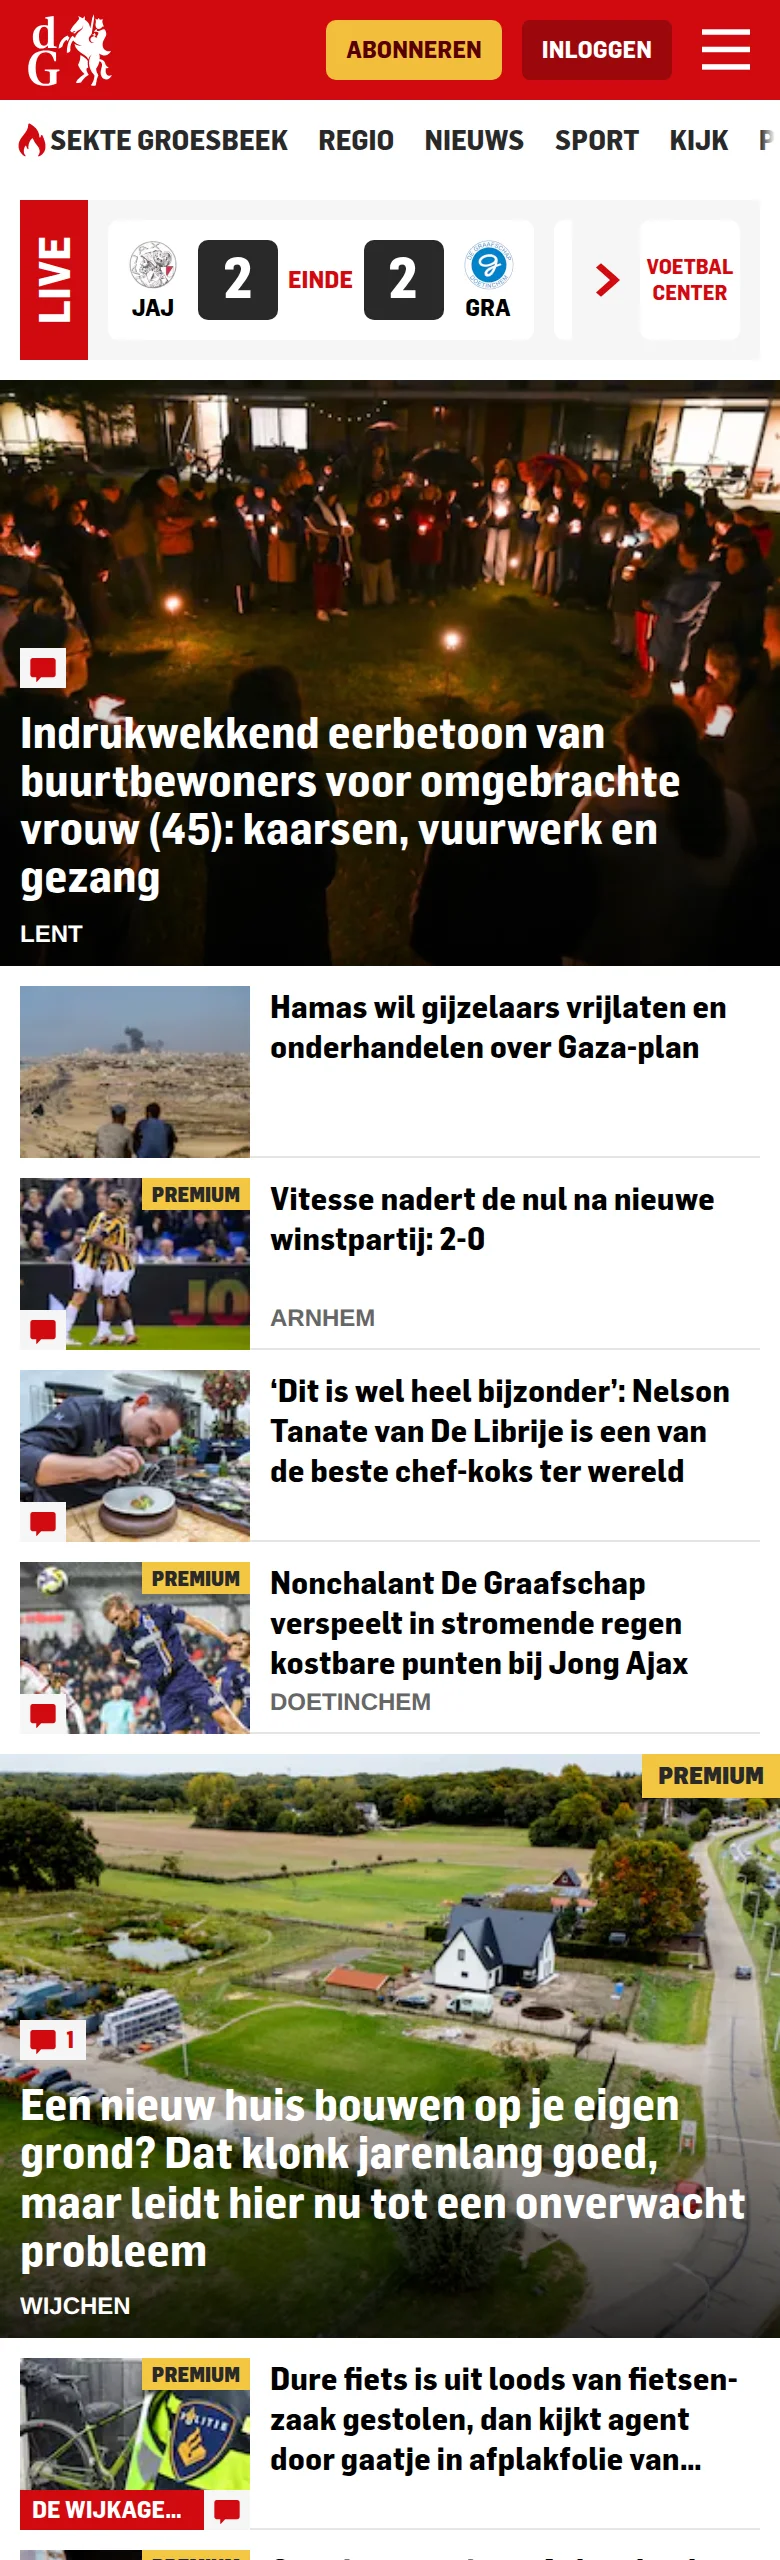 dG
ABONNEREN
INLOGGEN
SEKTE GROESBEEK
REGIO
NIEUWS
SPORT
KIJK
LIVE
JAJ
2
EINDE
2
GRA
VOETBAL
CENTER
Indrukwekkend eerbetoon van
buurtbewoners voor omgebrachte
vrouw (45): kaarsen, vuurwerk en
gezang
LENT
Hamas wil gijzelaars vrijlaten en
onderhandelen over Gaza-plan
PREMIUM
JO
Vitesse nadert de nul na nieuwe
winstpartij: 2-0
ARNHEM
‘Dit is wel heel bijzonder’: Nelson
Tanate van De Librije is een van
de beste chef-koks ter wereld
PREMIUM
Nonchalant De Graafschap
verspeelt in stromende regen
kostbare punten bij Jong Ajax
DOETINCHEM
PREMIUM
1
Een nieuw huis bouwen op je eigen
grond? Dat klonk jarenlang goed,
maar leidt hier nu tot een onverwacht
probleem
WIJCHEN
PREMIUM
POLITIE
DE WIJKAGE...
Dure fiets is uit loods van fietsen-
zaak gestolen, dan kijkt agent
door gaatje in afplakfolie van...